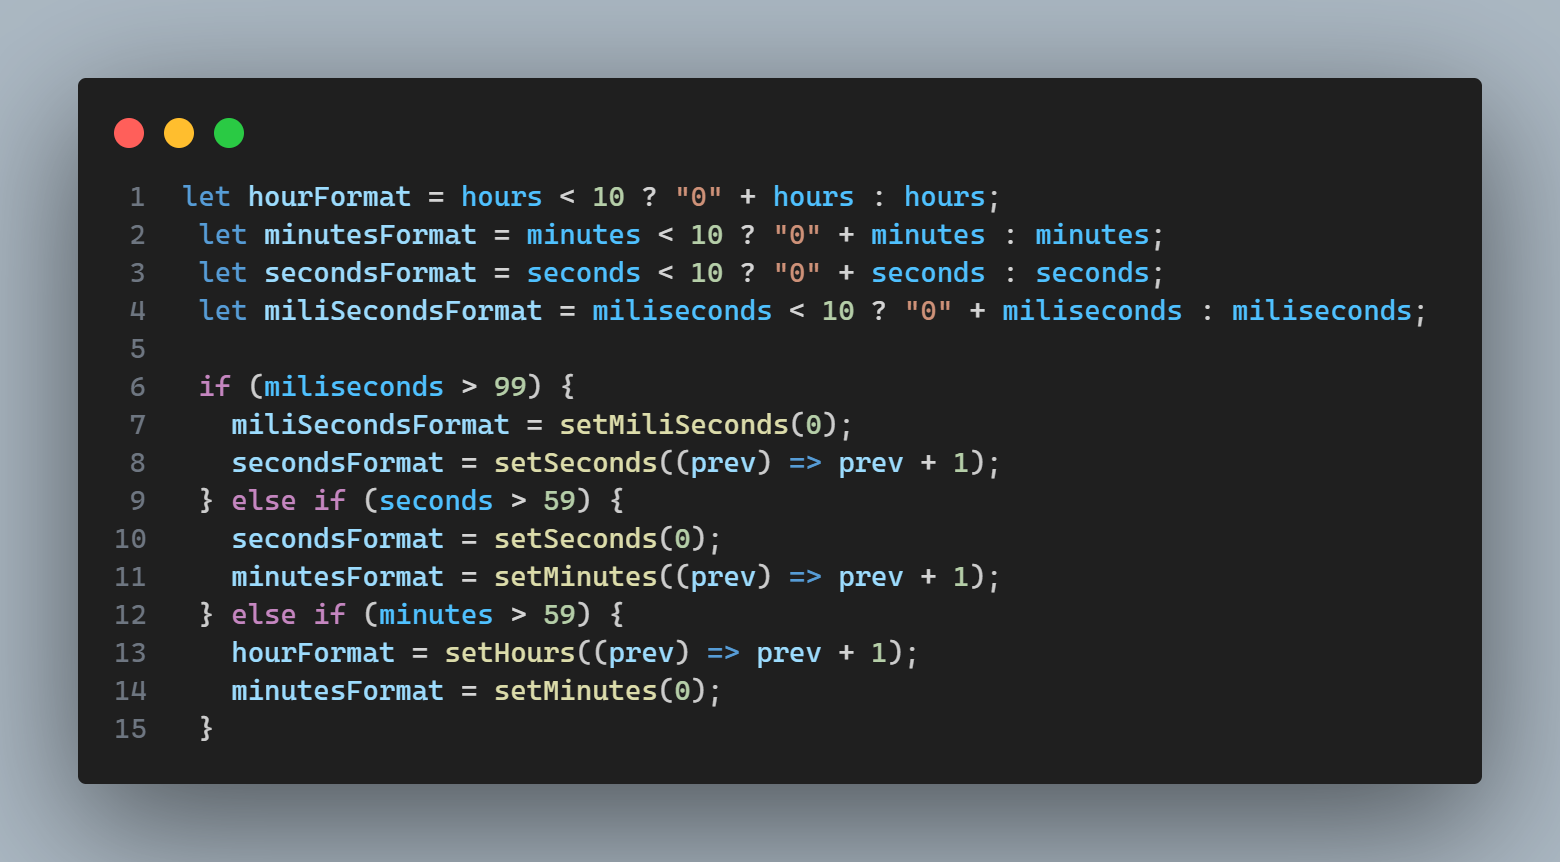 1 let hourFormat = hours < 10 ? "0" + hours : hours;
2 let minutesFormat = minutes < 10 ? "0" + minutes : minutes;
3 let secondsFormat = seconds < 10 ? "0" + seconds : seconds;
4 let miliSecondsFormat = miliseconds < 10 ? "0" + miliseconds : miliseconds;
5
6 if (miliseconds > 99) {
7 miliSecondsFormat = setMiliSeconds(0);
8 secondsFormat = setSeconds((prev) => prev + 1);
9 } else if (seconds > 59) {
10 secondsFormat = setSeconds(0);
11 minutesFormat = setMinutes((prev) => prev + 1);
12 } else if (minutes > 59) {
13 hourFormat = setHours((prev) => prev + 1);
14 minutesFormat = setMinutes(0);
15 }